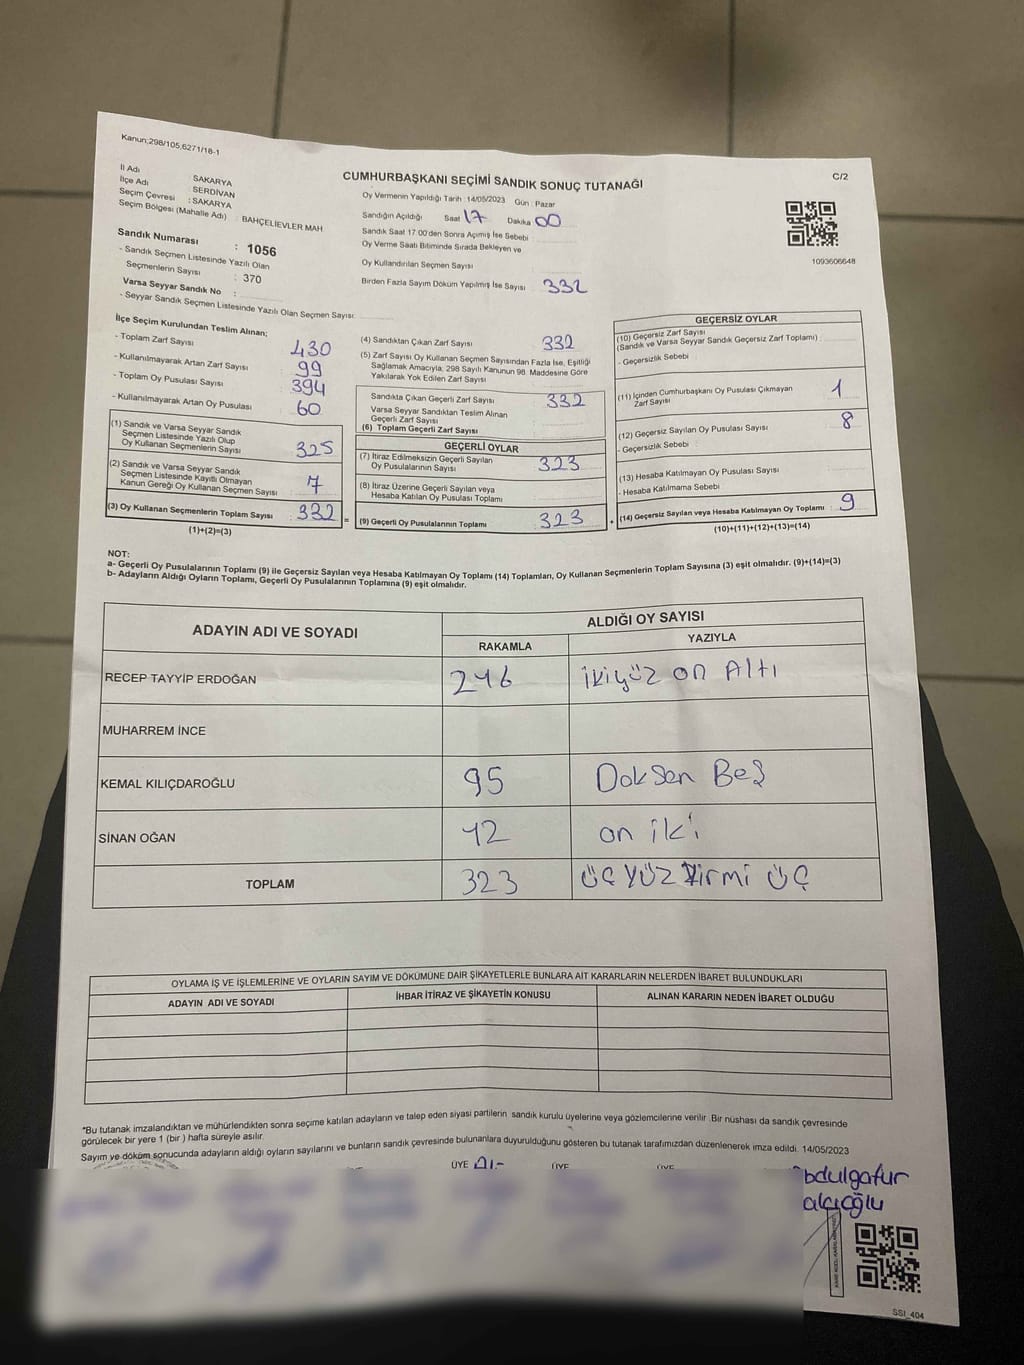 Kanun;298/105,6271/18-1
CUMHURBAŞKANI SEÇİMİ SANDIK SONUÇ TUTANAĞI
C/2
İl Adı : SAKARYA
İlçe Adı : SERDİVAN
Seçim Çevresi : SAKARYA
Seçim Bölgesi (Mahalle Adı) : BAHÇELİEVLER MAH
Sandık Numarası : 1056
- Sandık Seçmen Listesinde Yazılı Olan
Seçmenlerin Sayısı : 370
Varsa Seyyar Sandık No :
- Seyyar Sandık Seçmen Listesinde Yazılı Olan Seçmen Sayısı:
Oy Vermenin Yapıldığı Tarih :14/05/2023 Gün : Pazar
Sandığın Açıldığı Saat 17 Dakika 00
Sandık Saat 17:00'den Sonra Açımış İse Sebebi
Oy Verme Saati Bitiminde Sırada Bekleyen ve
Oy Kullandırılan Seçmen Sayısı
Birden Fazla Sayım Döküm Yapılmış İse Sayısı : 332
1093606648
İlçe Seçim Kurulundan Teslim Alınan;
- Toplam Zarf Sayısı 430
- Kullanılmayarak Artan Zarf Sayısı 99
- Toplam Oy Pusulası Sayısı 394
- Kullanılmayarak Artan Oy Pusulası 60
(1) Sandık ve Varsa Seyyar Sandık
Seçmen Listesinde Yazılı Olup
Oy Kullanan Seçmenlerin Sayısı : 325
(2) Sandık ve Varsa Seyyar Sandık
Seçmen Listesinde Kayıtlı Olmayan
Kanun Gereği Oy Kullanan Seçmen Sayısı : 7
(3) Oy Kullanan Seçmenlerin Toplam Sayısı : 332 =
(1)+(2)=(3)
(4) Sandıktan Çıkan Zarf Sayısı : 332
(5) Zarf Sayısı Oy Kullanan Seçmen Sayısından Fazla İse, Eşitliği
Sağlamak Amacıyla, 298 Sayılı Kanunun 98. Maddesine Göre
Yakılarak Yok Edilen Zarf Sayısı
Sandıkta Çıkan Geçerli Zarf Sayısı : 332
Varsa Seyyar Sandıktan Teslim Alınan
Geçerli Zarf Sayısı
(6) Toplam Geçerli Zarf Sayısı
GEÇERLİ OYLAR
(7) İtiraz Edilmeksizin Geçerli Sayılan
Oy Pusulalarının Sayısı : 323
(8) İtiraz Üzerine Geçerli Sayılan veya
Hesaba Katılan Oy Pusulası Toplamı :
(9) Geçerli Oy Pusulalarının Toplamı : 323 +
GEÇERSİZ OYLAR
(10) Geçersiz Zarf Sayısı
(Sandık ve Varsa Seyyar Sandık Geçersiz Zarf Toplamı) :
- Geçersizlik Sebebi
(11) İçinden Cumhurbaşkanı Oy Pusulası Çıkmayan
Zarf Sayısı 1
(12) Geçersiz Sayılan Oy Pusulası Sayısı : 8
- Geçersizlik Sebebi :
(13) Hesaba Katılmayan Oy Pusulası Sayısı
- Hesaba Katılmama Sebebi
(14) Geçersiz Sayılan veya Hesaba Katılmayan Oy Toplamı : 9
(10)+(11)+(12)+(13)=(14)
NOT:
a- Geçerli Oy Pusulasının Toplamı (9) ile Geçersiz Sayılan veya Hesaba Katılmayan Oy Toplamı (14) Toplamları, Oy Kullanan Seçmenlerin Toplam Sayısına (3) eşit olmalıdır. (9)+(14)=(3)
b- Adayların Aldığı Oyların Toplamı, Geçerli Oy Pusulalarının Toplamına (9) eşit olmalıdır.
ADAYIN ADI VE SOYADI ALDIĞI OY SAYISI
RAKAMLA YAZIYLA
RECEP TAYYİP ERDOĞAN 216 ikiyüz on Altı
MUHARREM İNCE
KEMAL KILIÇDAROĞLU 95 Doksan Beş
SİNAN OĞAN 12 on iki
TOPLAM 323 üç yüz yirmi üç
OYLAMA İŞ VE İŞLEMLERİNE VE OYLARIN SAYIM VE DÖKÜMÜNE DAİR ŞİKAYETLERLE BUNLARA AİT KARARLARIN NELERDEN İBARET BULUNDUKLARI
ADAYIN ADI VE SOYADI İHBAR İTİRAZ VE ŞİKAYETİN KONUSU ALINAN KARARIN NEDEN İBARET OLDUĞU
*Bu tutanak imzalandıktan ve mühürlendikten sonra seçime katılan adayların ve talep eden siyasi partilerin sandık kurulu üyelerine veya gözlemcilerine verilir. Bir nüshası da sandık çevresinde
görülecek bir yere 1 (bir) hafta süreyle asılır.
Sayım ve döküm sonucunda adayların aldığı oyların sayılarını ve bunların sandık çevresinde bulunanlara duyurulduğunu gösteren bu tutanak tarafımızdan düzenlenerek imza edildi. 14/05/2023
ÜYE ÜYE ÜYE
bdulgafur
alçıoğlu
SSİ_404